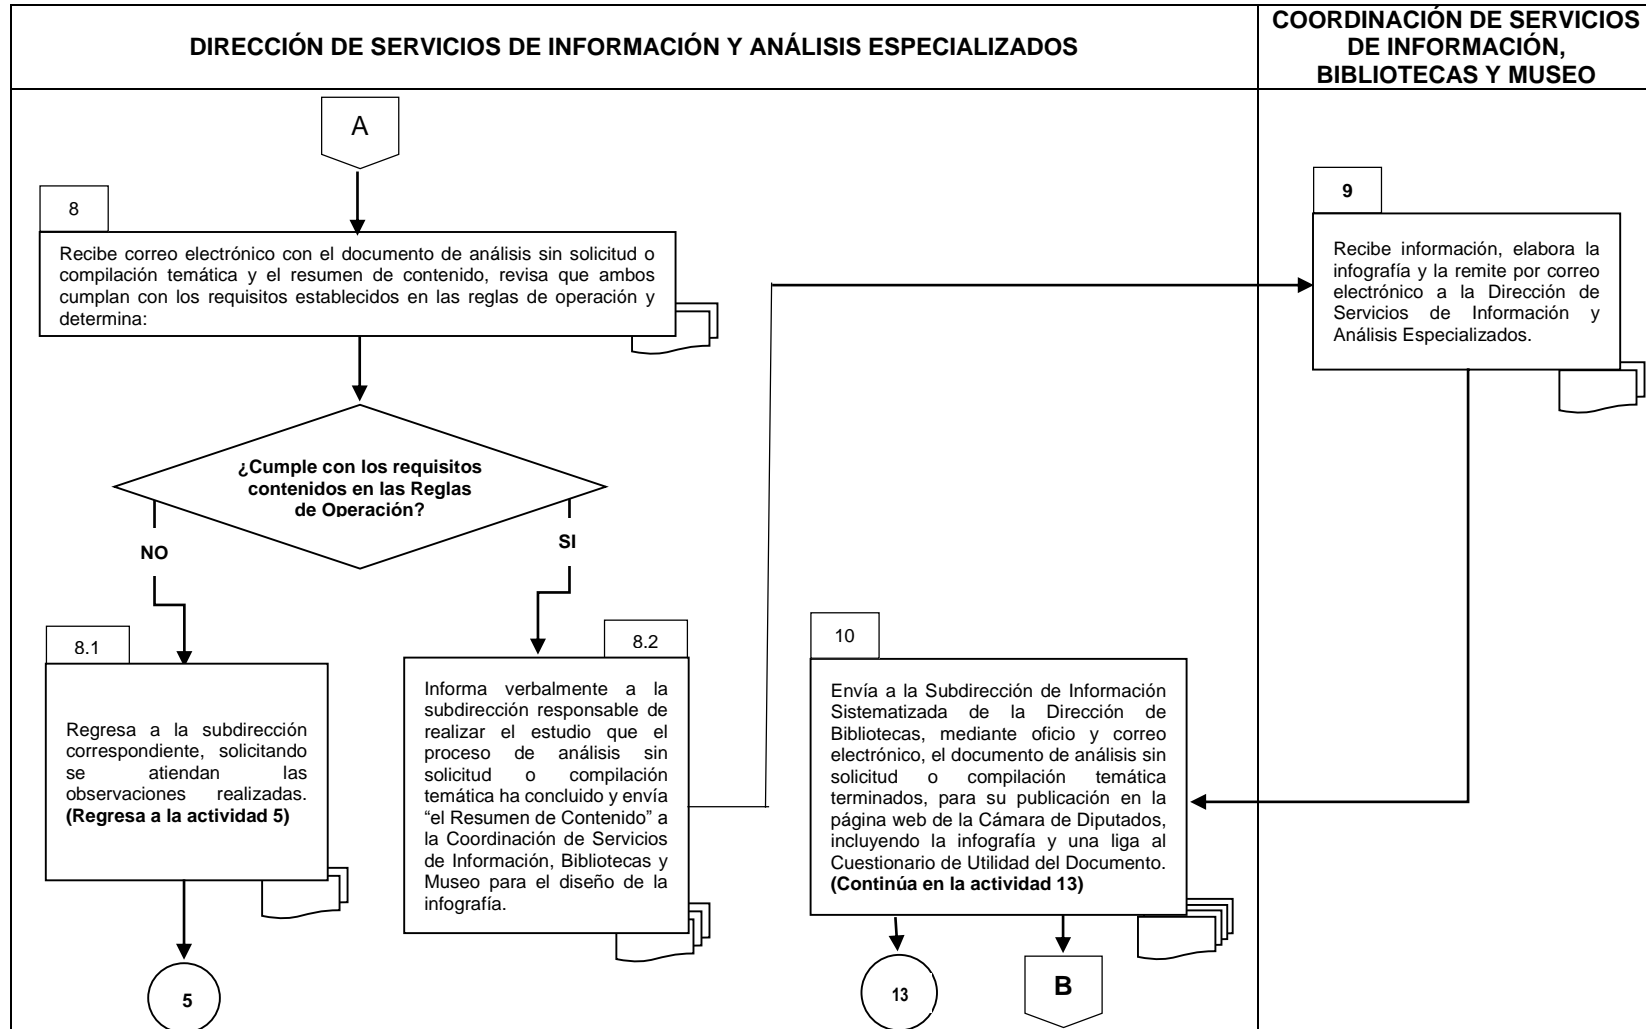 DIRECCIÓN DE SERVICIOS DE INFORMACIÓN Y ANÁLISIS ESPECIALIZADOS
COORDINACIÓN DE SERVICIOS
DE INFORMACIÓN,
BIBLIOTECAS Y MUSEO
A
8
Recibe correo electrónico con el documento de análisis sin solicitud o
compilación temática y el resumen de contenido, revisa que ambos
cumplan con los requisitos establecidos en las reglas de operación y
determina:
9
Recibe información, elabora la
infografía y la remite por correo
electrónico a la Dirección de
Servicios de Información y
Análisis Especializados.
¿Cumple con los requisitos
contenidos en las Reglas
de Operación?
NO
SI
8.1
Regresa a la subdirección
correspondiente, solicitando
se atiendan las
observaciones realizadas.
(Regresa a la actividad 5)
8.2
Informa verbalmente a la
subdirección responsable de
realizar el estudio que el
proceso de análisis sin
solicitud o compilación
temática ha concluido y envía
“el Resumen de Contenido” a
la Coordinación de Servicios
de Información, Bibliotecas y
Museo para el diseño de la
infografía.
10
Envía a la Subdirección de Información
Sistematizada de la Dirección de
Bibliotecas, mediante oficio y correo
electrónico, el documento de análisis sin
solicitud o compilación temática
terminados, para su publicación en la
página web de la Cámara de Diputados,
incluyendo la infografía y una liga al
Cuestionario de Utilidad del Documento.
(Continúa en la actividad 13)
5
13
B